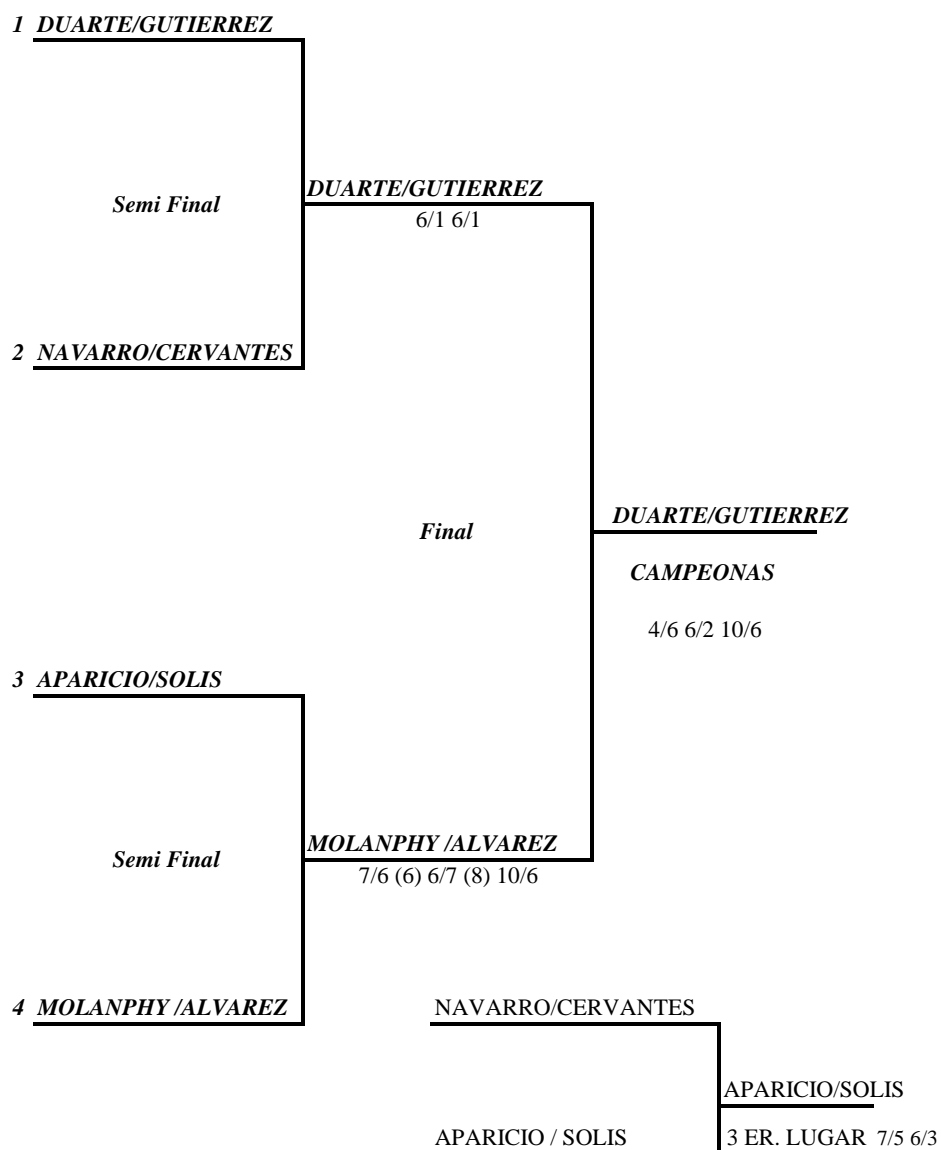 1 DUARTE/GUTIERREZ
DUARTE/GUTIERREZ
Semi Final
6/1 6/1
2 NAVARRO/CERVANTES
DUARTE/GUTIERREZ
Final
CAMPEONAS
4/6 6/2 10/6
3 APARICIO/SOLIS
MOLANPHY /ALVAREZ
Semi Final
7/6 (6) 6/7 (8) 10/6
4 MOLANPHY /ALVAREZ
NAVARRO/CERVANTES
APARICIO/SOLIS
APARICIO / SOLIS
3 ER. LUGAR 7/5 6/3